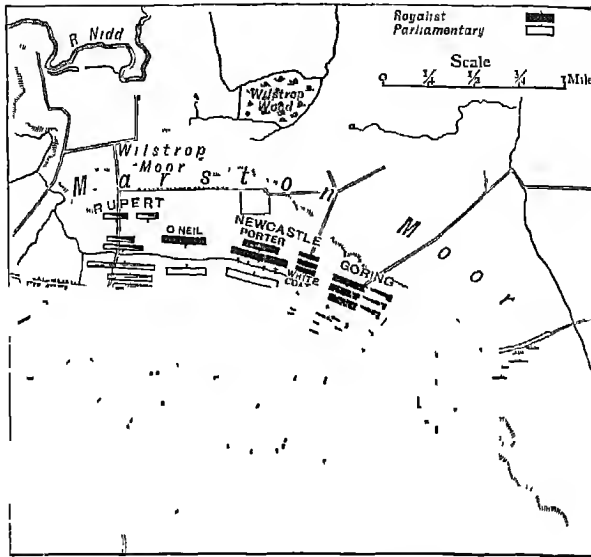 Royalist
Parliamentary
R Nidd
Scale
0 1/4 1/2 3/4 1 Mile
Wilstrop
Wood
Wilstrop
Moor
Marston
Moor
RUPERT
O NEIL
NEWCASTLE
PORTER
WHITE
COATS
GORING